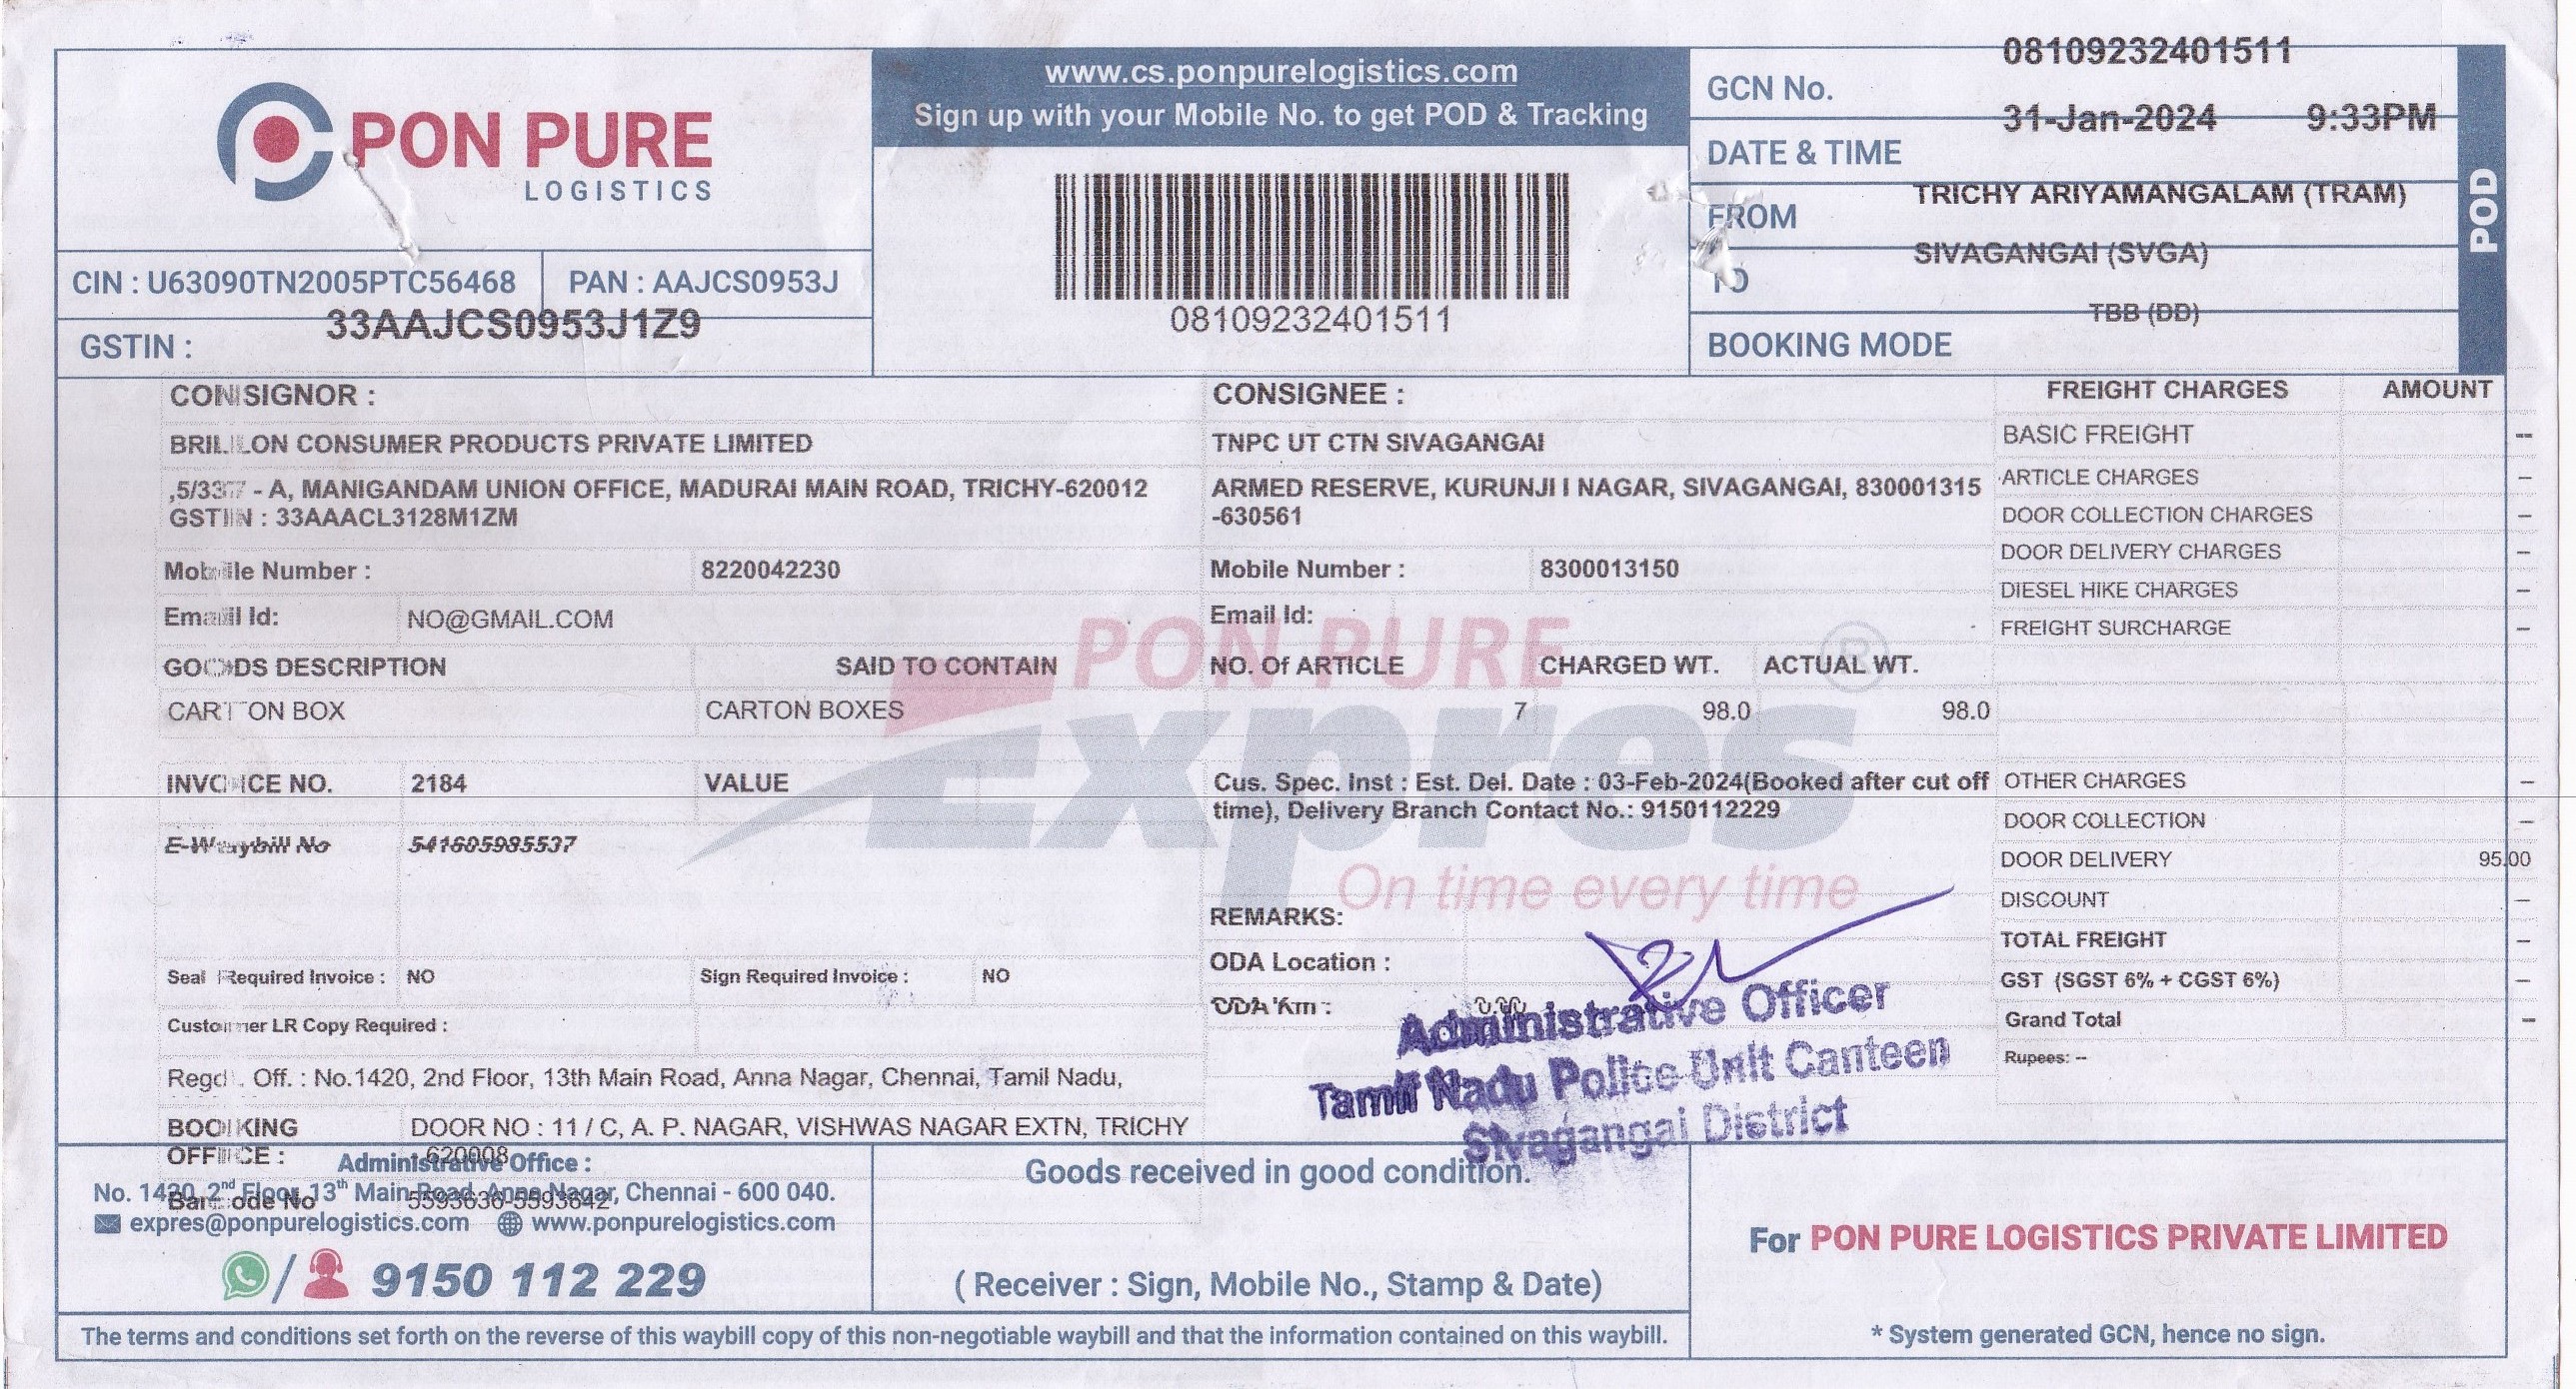 PON PURE
LOGISTICS
CIN : U63090TN2005PTC56468
PAN : AAJCS0953J
GSTIN :
33AAJCS0953J1Z9
www.cs.ponpurelogistics.com
Sign up with your Mobile No. to get POD & Tracking
08109232401511
GCN No.
08109232401511
DATE & TIME
31-Jan-2024 9:33PM
FROM
TRICHY ARIYAMANGALAM (TRAM)
TO
SIVAGANGAI (SVGA)
BOOKING MODE
TBB (DD)
POD
CONSIGNOR :
BRILLON CONSUMER PRODUCTS PRIVATE LIMITED
- A, MANIGANDAM UNION OFFICE, MADURAI MAIN ROAD, TRICHY-620012
GSTIN : 33AAACL3128M1ZM
Mobile Number : 8220042230
Email Id: NO@GMAIL.COM
GOODS DESCRIPTION SAID TO CONTAIN
CARTON BOX CARTON BOXES
INVOICE NO. 2184 VALUE
E-Waybill No 541605985537
Seal Required Invoice : NO Sign Required Invoice : NO
Customer LR Copy Required :
Regd. Off. : No.1420, 2nd Floor, 13th Main Road, Anna Nagar, Chennai, Tamil Nadu,
BOOKING OFFICE : DOOR NO : 11 / C, A. P. NAGAR, VISHWAS NAGAR EXTN, TRICHY
- 620008
Barcode No 5593636-5593642
CONSIGNEE :
TNPC UT CTN SIVAGANGAI
ARMED RESERVE, KURUNJI I NAGAR, SIVAGANGAI, 830001315
-630561
Mobile Number : 8300013150
Email Id:
NO. Of ARTICLE CHARGED WT. ACTUAL WT.
7 98.0 98.0
Cus. Spec. Inst : Est. Del. Date : 03-Feb-2024(Booked after cut off
time), Delivery Branch Contact No.: 9150112229
REMARKS:
ODA Location :
ODA Km : 0.00
PON PURE
Expres ®
On time every time
Administrative Officer
Tamil Nadu Police Unit Canteen
Sivagangai District
FREIGHT CHARGES AMOUNT
BASIC FREIGHT --
ARTICLE CHARGES –
DOOR COLLECTION CHARGES –
DOOR DELIVERY CHARGES –
DIESEL HIKE CHARGES –
FREIGHT SURCHARGE –
OTHER CHARGES –
DOOR COLLECTION –
DOOR DELIVERY 95.00
DISCOUNT –
TOTAL FREIGHT –
GST (SGST 6% + CGST 6%) –
Grand Total –
Rupees: --
Administrative Office :
No. 1420, 2nd Floor, 13th Main Road, Anna Nagar, Chennai - 600 040.
expres@ponpurelogistics.com www.ponpurelogistics.com
/ 9150 112 229
Goods received in good condition.
( Receiver : Sign, Mobile No., Stamp & Date)
For PON PURE LOGISTICS PRIVATE LIMITED
The terms and conditions set forth on the reverse of this waybill copy of this non-negotiable waybill and that the information contained on this waybill.
* System generated GCN, hence no sign.